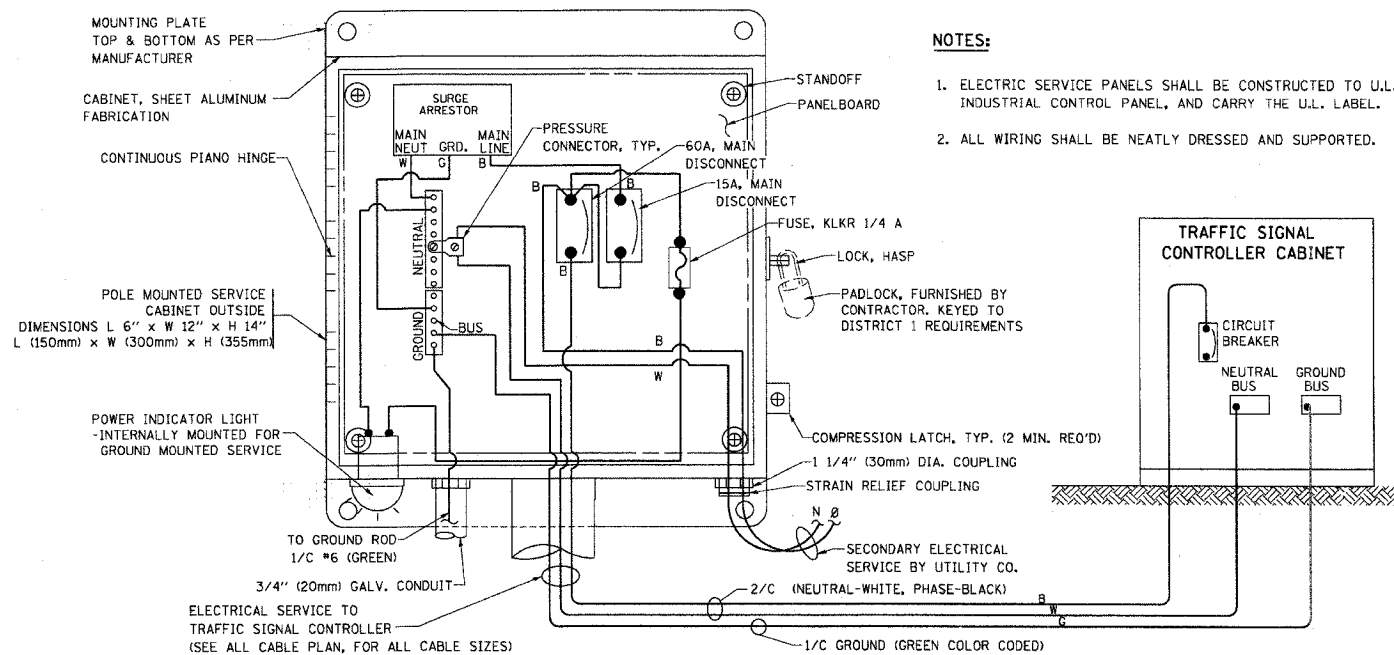 MOUNTING PLATE
TOP & BOTTOM AS PER
MANUFACTURER
CABINET, SHEET ALUMINUM
FABRICATION
CONTINUOUS PIANO HINGE
POLE MOUNTED SERVICE
CABINET OUTSIDE
DIMENSIONS L 6" x W 12" x H 14"
L (150mm) x W (300mm) x H (355mm)
POWER INDICATOR LIGHT
-INTERNALLY MOUNTED FOR
GROUND MOUNTED SERVICE
SURGE
ARRESTOR
MAIN
NEUT
GRD.
MAIN
LINE
W
G
B
NEUTRAL
GROUND
BUS
PRESSURE
CONNECTOR, TYP.
B
B
B
STANDOFF
PANELBOARD
60A, MAIN
DISCONNECT
15A, MAIN
DISCONNECT
FUSE, KLKR 1/4 A
LOCK, HASP
PADLOCK, FURNISHED BY
CONTRACTOR. KEYED TO
DISTRICT 1 REQUIREMENTS
B
W
COMPRESSION LATCH, TYP. (2 MIN. REQ'D)
1 1/4" (30mm) DIA. COUPLING
STRAIN RELIEF COUPLING
N Ø
SECONDARY ELECTRICAL
SERVICE BY UTILITY CO.
TO GROUND ROD
1/C #6 (GREEN)
3/4" (20mm) GALV. CONDUIT
ELECTRICAL SERVICE TO
TRAFFIC SIGNAL CONTROLLER
(SEE ALL CABLE PLAN, FOR ALL CABLE SIZES)
2/C (NEUTRAL-WHITE, PHASE-BLACK)
B
W
G
1/C GROUND (GREEN COLOR CODED)
NOTES:
1. ELECTRIC SERVICE PANELS SHALL BE CONSTRUCTED TO U.L.
INDUSTRIAL CONTROL PANEL, AND CARRY THE U.L. LABEL.
2. ALL WIRING SHALL BE NEATLY DRESSED AND SUPPORTED.
TRAFFIC SIGNAL
CONTROLLER CABINET
CIRCUIT
BREAKER
NEUTRAL
BUS
GROUND
BUS